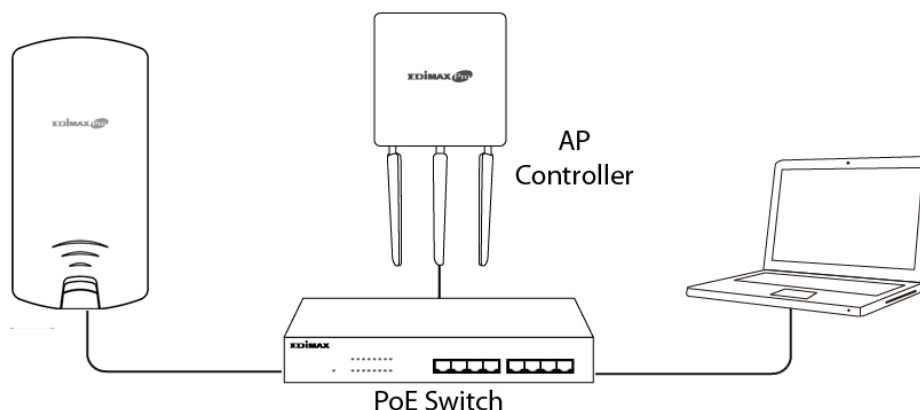 EDIMAX Pro
EDIMAX Pro
AP
Controller
EDIMAX
PoE Switch